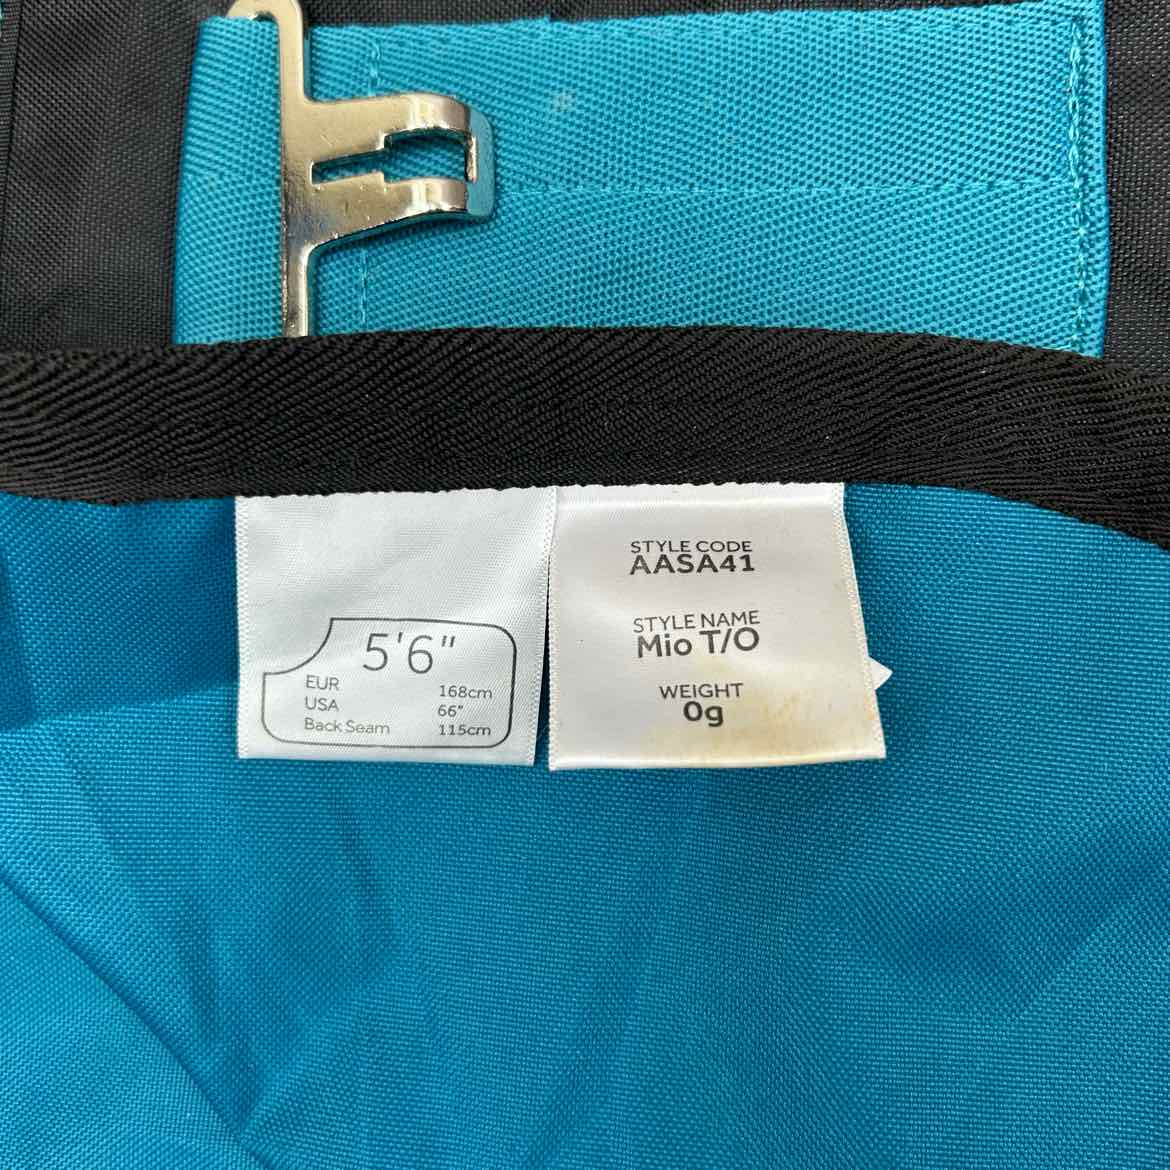 5'6"
EUR 168cm
USA 66"
Back Seam 115cm
STYLE CODE
AASA41
STYLE NAME
Mio T/O
WEIGHT
0g